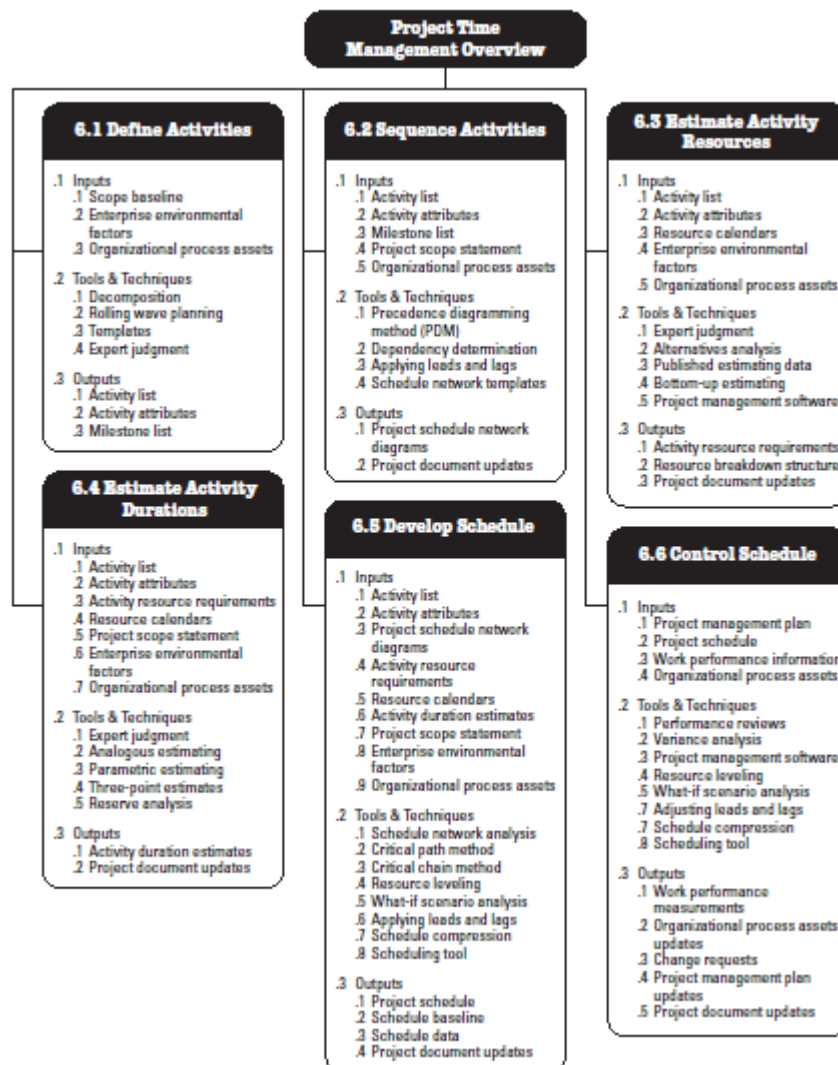 Project Time
Management Overview
6.1 Define Activities
.1 Inputs
.1 Scope baseline
.2 Enterprise environmental
factors
.3 Organizational process assets
.2 Tools & Techniques
.1 Decomposition
.2 Rolling wave planning
.3 Templates
.4 Expert judgment
.3 Outputs
.1 Activity list
.2 Activity attributes
.3 Milestone list
6.2 Sequence Activities
.1 Inputs
.1 Activity list
.2 Activity attributes
.3 Milestone list
.4 Project scope statement
.5 Organizational process assets
.2 Tools & Techniques
.1 Precedence diagramming
method (PDM)
.2 Dependency determination
.3 Applying leads and lags
.4 Schedule network templates
.3 Outputs
.1 Project schedule network
diagrams
.2 Project document updates
6.3 Estimate Activity
Resources
.1 Inputs
.1 Activity list
.2 Activity attributes
.3 Resource calendars
.4 Enterprise environmental
factors
.5 Organizational process assets
.2 Tools & Techniques
.1 Expert judgment
.2 Alternatives analysis
.3 Published estimating data
.4 Bottom-up estimating
.5 Project management software
.3 Outputs
.1 Activity resource requirements
.2 Resource breakdown structure
.3 Project document updates
6.4 Estimate Activity
Durations
.1 Inputs
.1 Activity list
.2 Activity attributes
.3 Activity resource requirements
.4 Resource calendars
.5 Project scope statement
.6 Enterprise environmental
factors
.7 Organizational process assets
.2 Tools & Techniques
.1 Expert judgment
.2 Analogous estimating
.3 Parametric estimating
.4 Three-point estimates
.5 Reserve analysis
.3 Outputs
.1 Activity duration estimates
.2 Project document updates
6.5 Develop Schedule
.1 Inputs
.1 Activity list
.2 Activity attributes
.3 Project schedule network
diagrams
.4 Activity resource
requirements
.5 Resource calendars
.6 Activity duration estimates
.7 Project scope statement
.8 Enterprise environmental
factors
.9 Organizational process assets
.2 Tools & Techniques
.1 Schedule network analysis
.2 Critical path method
.3 Critical chain method
.4 Resource leveling
.5 What-if scenario analysis
.6 Applying leads and lags
.7 Schedule compression
.8 Scheduling tool
.3 Outputs
.1 Project schedule
.2 Schedule baseline
.3 Schedule data
.4 Project document updates
6.6 Control Schedule
.1 Inputs
.1 Project management plan
.2 Project schedule
.3 Work performance information
.4 Organizational process assets
.2 Tools & Techniques
.1 Performance reviews
.2 Variance analysis
.3 Project management software
.4 Resource leveling
.5 What-if scenario analysis
.7 Adjusting leads and lags
.7 Schedule compression
.8 Scheduling tool
.3 Outputs
.1 Work performance
measurements
.2 Organizational process assets
updates
.3 Change requests
.4 Project management plan
updates
.5 Project document updates